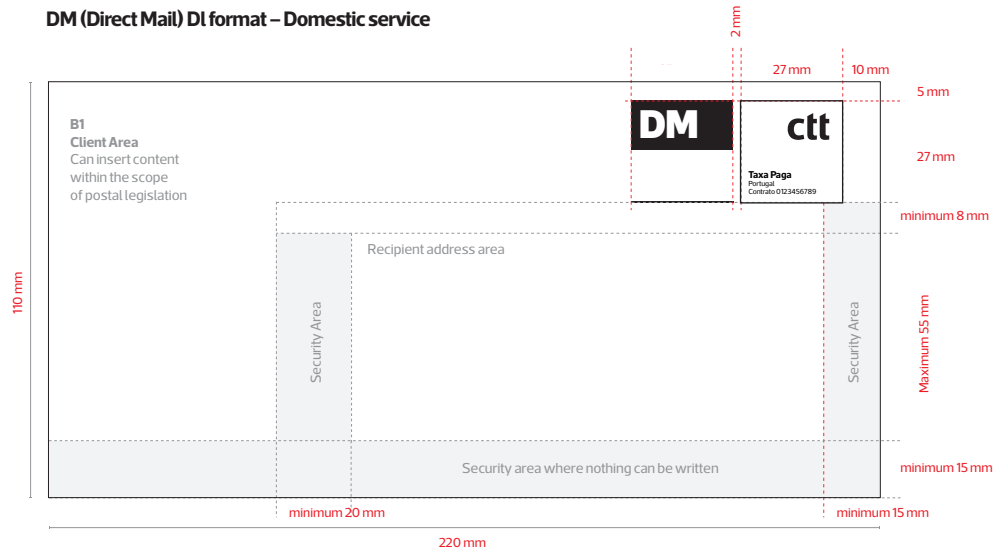 DM (Direct Mail) Dl format – Domestic service
2 mm
27 mm
10 mm
5 mm
B1
Client Area
Can insert content
within the scope
of postal legislation
DM
ctt
27 mm
Taxa Paga
Portugal
Contrato 0123456789
minimum 8 mm
Recipient address area
110 mm
Security Area
Security Area
Maximum 55 mm
Security area where nothing can be written
minimum 15 mm
minimum 20 mm
minimum 15 mm
220 mm